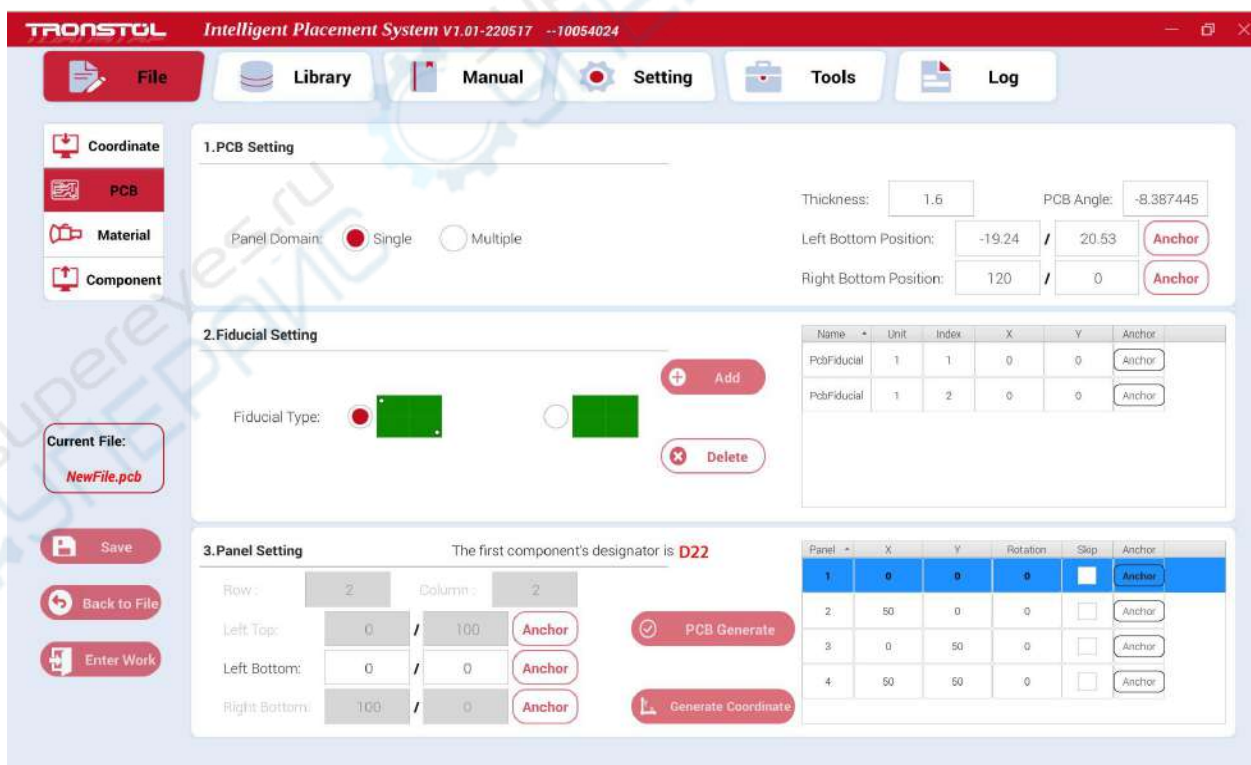 TRONSTOL Intelligent Placement System V1.01-220517 --10054024
File Library Manual Setting Tools Log
Coordinate
PCB
Material
Component
Current File:
NewFile.pcb
Save
Back to File
Enter Work
1.PCB Setting
Panel Domain: Single Multiple
Thickness: 1.6 PCB Angle: -8.387445
Left Bottom Position: -19.24 / 20.53 Anchor
Right Bottom Position: 120 / 0 Anchor
2.Fiducial Setting
Fiducial Type:
Add
Delete
Name Unit Index X Y Anchor
PcbFiducial 1 1 0 0 Anchor
PcbFiducial 1 2 0 0 Anchor
3.Panel Setting The first component's designator is D22
Row: 2 Column: 2
Left Top: 0 / 100 Anchor
Left Bottom: 0 / 0 Anchor
Right Bottom: 100 / 0 Anchor
PCB Generate
Generate Coordinate
Panel X Y Rotation Skip Anchor
1 0 0 0 Anchor
2 50 0 0 Anchor
3 0 50 0 Anchor
4 50 50 0 Anchor
supereyes.ru
СУПЕРАЙС